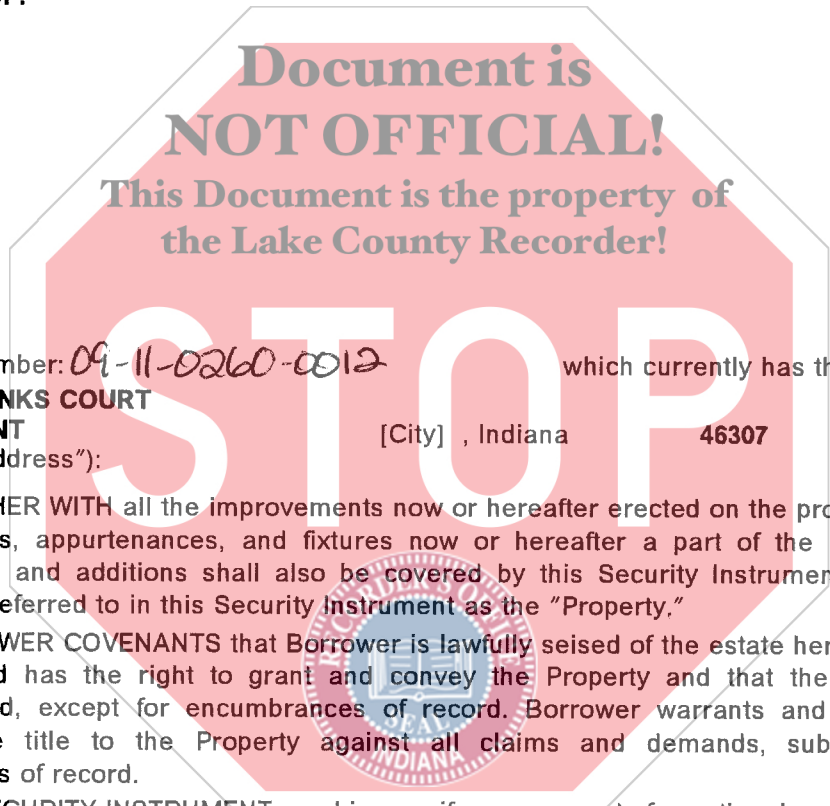 Document is
NOT OFFICIAL!
This Document is the property of
the Lake County Recorder!
STOP
mber: 09-11-0260-0012 which currently has th
NKS COURT
NT [City] , Indiana 46307
ddress"):
HER WITH all the improvements now or hereafter erected on the pro
s, appurtenances, and fixtures now or hereafter a part of the
and additions shall also be covered by this Security Instrumen
eferred to in this Security Instrument as the "Property."
WER COVENANTS that Borrower is lawfully seised of the estate her
d has the right to grant and convey the Property and that the
d, except for encumbrances of record. Borrower warrants and
e title to the Property against all claims and demands, sub
s of record.
RECORDER'S OFFICE
SEAL
INDIANA